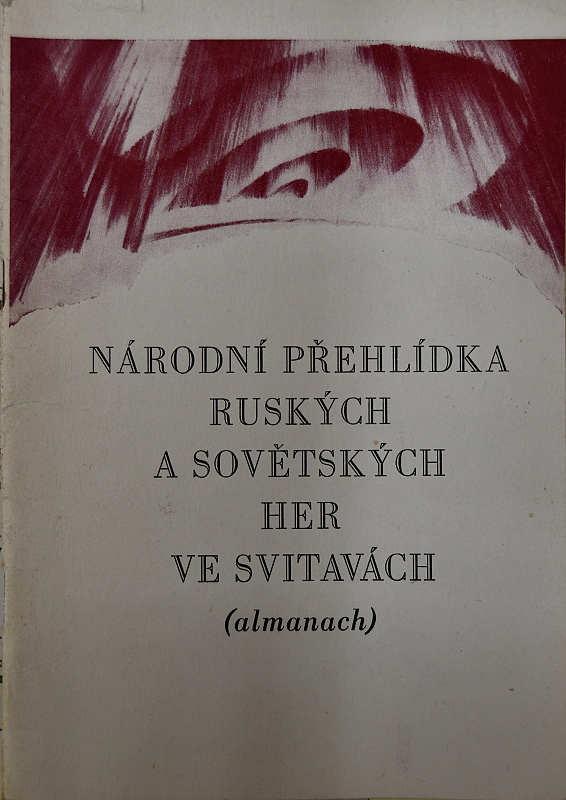 NÁRODNÍ PŘEHLÍDKA
RUSKÝCH
A SOVĚTSKÝCH
HER
VE SVITAVÁCH
(almanach)